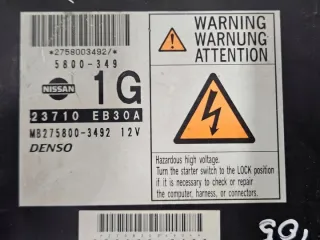 *2758003492/*
5800-349
NISSAN
1G
23710 EB30A
MB275800-3492 12V
DENSO
WARNING
WARNUNG
ATTENTION
Hazardous high voltage.
Turn the starter switch to the LOCK position
if it is necessary to check or repair
the computer, harness, or connectors.